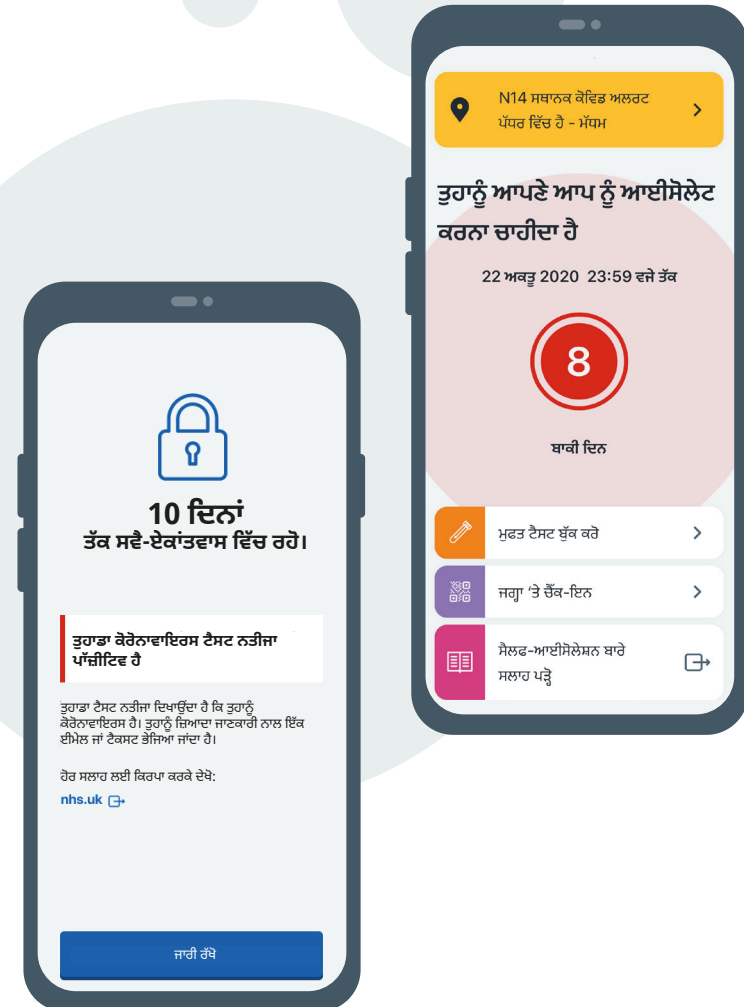 N14 ਸਥਾਨਕ ਕੋਵਿਡ ਅਲਰਟ
ਪੱਧਰ ਵਿੱਚ ਹੈ - ਮੱਧਮ
ਤੁਹਾਨੂੰ ਆਪਣੇ ਆਪ ਨੂੰ ਆਈਸੋਲੇਟ
ਕਰਨਾ ਚਾਹੀਦਾ ਹੈ
22 ਅਕਤੂ 2020 23:59 ਵਜੇ ਤੱਕ
8
ਬਾਕੀ ਦਿਨ
ਮੁਫਤ ਟੈਸਟ ਬੁੱਕ ਕਰੋ
ਜਗ੍ਹਾ ‘ਤੇ ਚੈੱਕ-ਇਨ
ਸੈਲਫ-ਆਈਸੋਲੇਸ਼ਨ ਬਾਰੇ
ਸਲਾਹ ਪੜ੍ਹੋ
10 ਦਿਨਾਂ
ਤੱਕ ਸਵੈ-ਏਕਾਂਤਵਾਸ ਵਿੱਚ ਰਹੋ।
ਤੁਹਾਡਾ ਕੋਰੋਨਾਵਾਇਰਸ ਟੈਸਟ ਨਤੀਜਾ
ਪਾੱਜ਼ੀਟਿਵ ਹੈ
ਤੁਹਾਡਾ ਟੈਸਟ ਨਤੀਜਾ ਦਿਖਾਉਂਦਾ ਹੈ ਕਿ ਤੁਹਾਨੂੰ
ਕੋਰੋਨਾਵਾਇਰਸ ਹੈ। ਤੁਹਾਨੂੰ ਜ਼ਿਆਦਾ ਜਾਣਕਾਰੀ ਨਾਲ ਇੱਕ
ਈਮੇਲ ਜਾਂ ਟੈਕਸਟ ਭੇਜਿਆ ਜਾਂਦਾ ਹੈ।
ਹੋਰ ਸਲਾਹ ਲਈ ਕਿਰਪਾ ਕਰਕੇ ਦੇਖੋ:
nhs.uk
ਜਾਰੀ ਰੱਖੋ